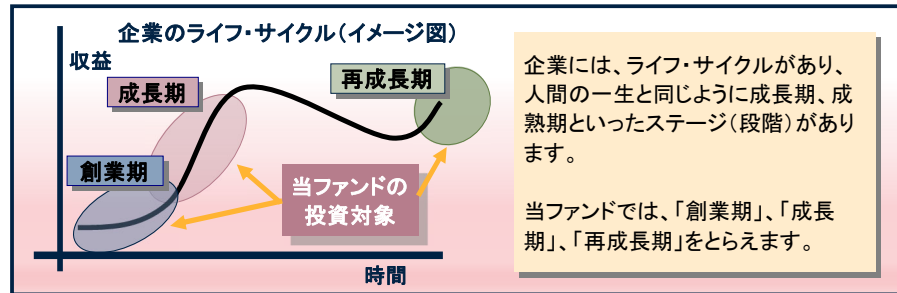 企業のライフ・サイクル(イメージ図)
収益
成長期
再成長期
創業期
当ファンドの
投資対象
時間
企業には、ライフ・サイクルがあり、
人間の一生と同じように成長期、成
熟期といったステージ(段階)があり
ます。
当ファンドでは、「創業期」、「成長
期」、「再成長期」をとらえます。